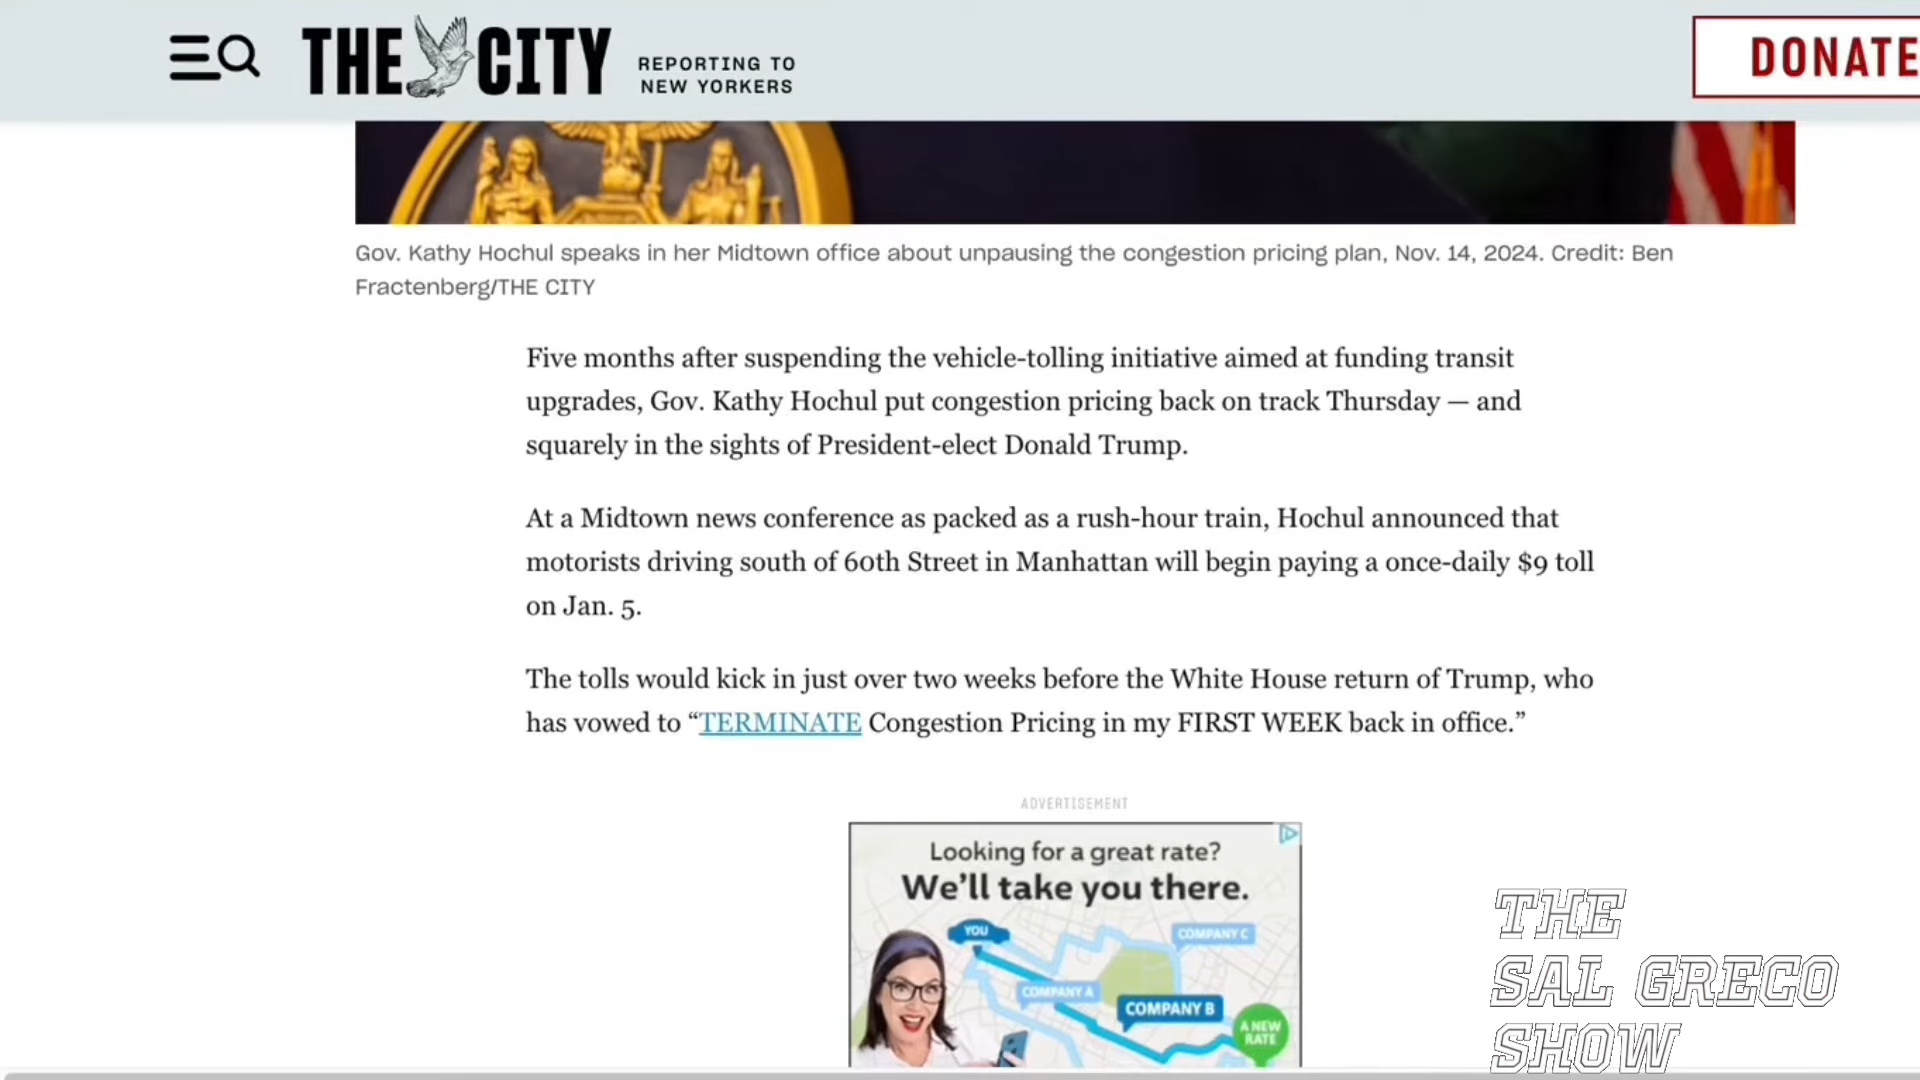 THE CITY
REPORTING TO
NEW YORKERS
DONATE
Gov. Kathy Hochul speaks in her Midtown office about unpausing the congestion pricing plan, Nov. 14, 2024. Credit: Ben
Fractenberg/THE CITY
Five months after suspending the vehicle-tolling initiative aimed at funding transit
upgrades, Gov. Kathy Hochul put congestion pricing back on track Thursday — and
squarely in the sights of President-elect Donald Trump.
At a Midtown news conference as packed as a rush-hour train, Hochul announced that
motorists driving south of 60th Street in Manhattan will begin paying a once-daily $9 toll
on Jan. 5.
The tolls would kick in just over two weeks before the White House return of Trump, who
has vowed to “TERMINATE Congestion Pricing in my FIRST WEEK back in office.”
ADVERTISEMENT
Looking for a great rate?
We’ll take you there.
YOU
COMPANY C
COMPANY A
COMPANY B
A NEW
RATE
THE
SAL GRECO
SHOW